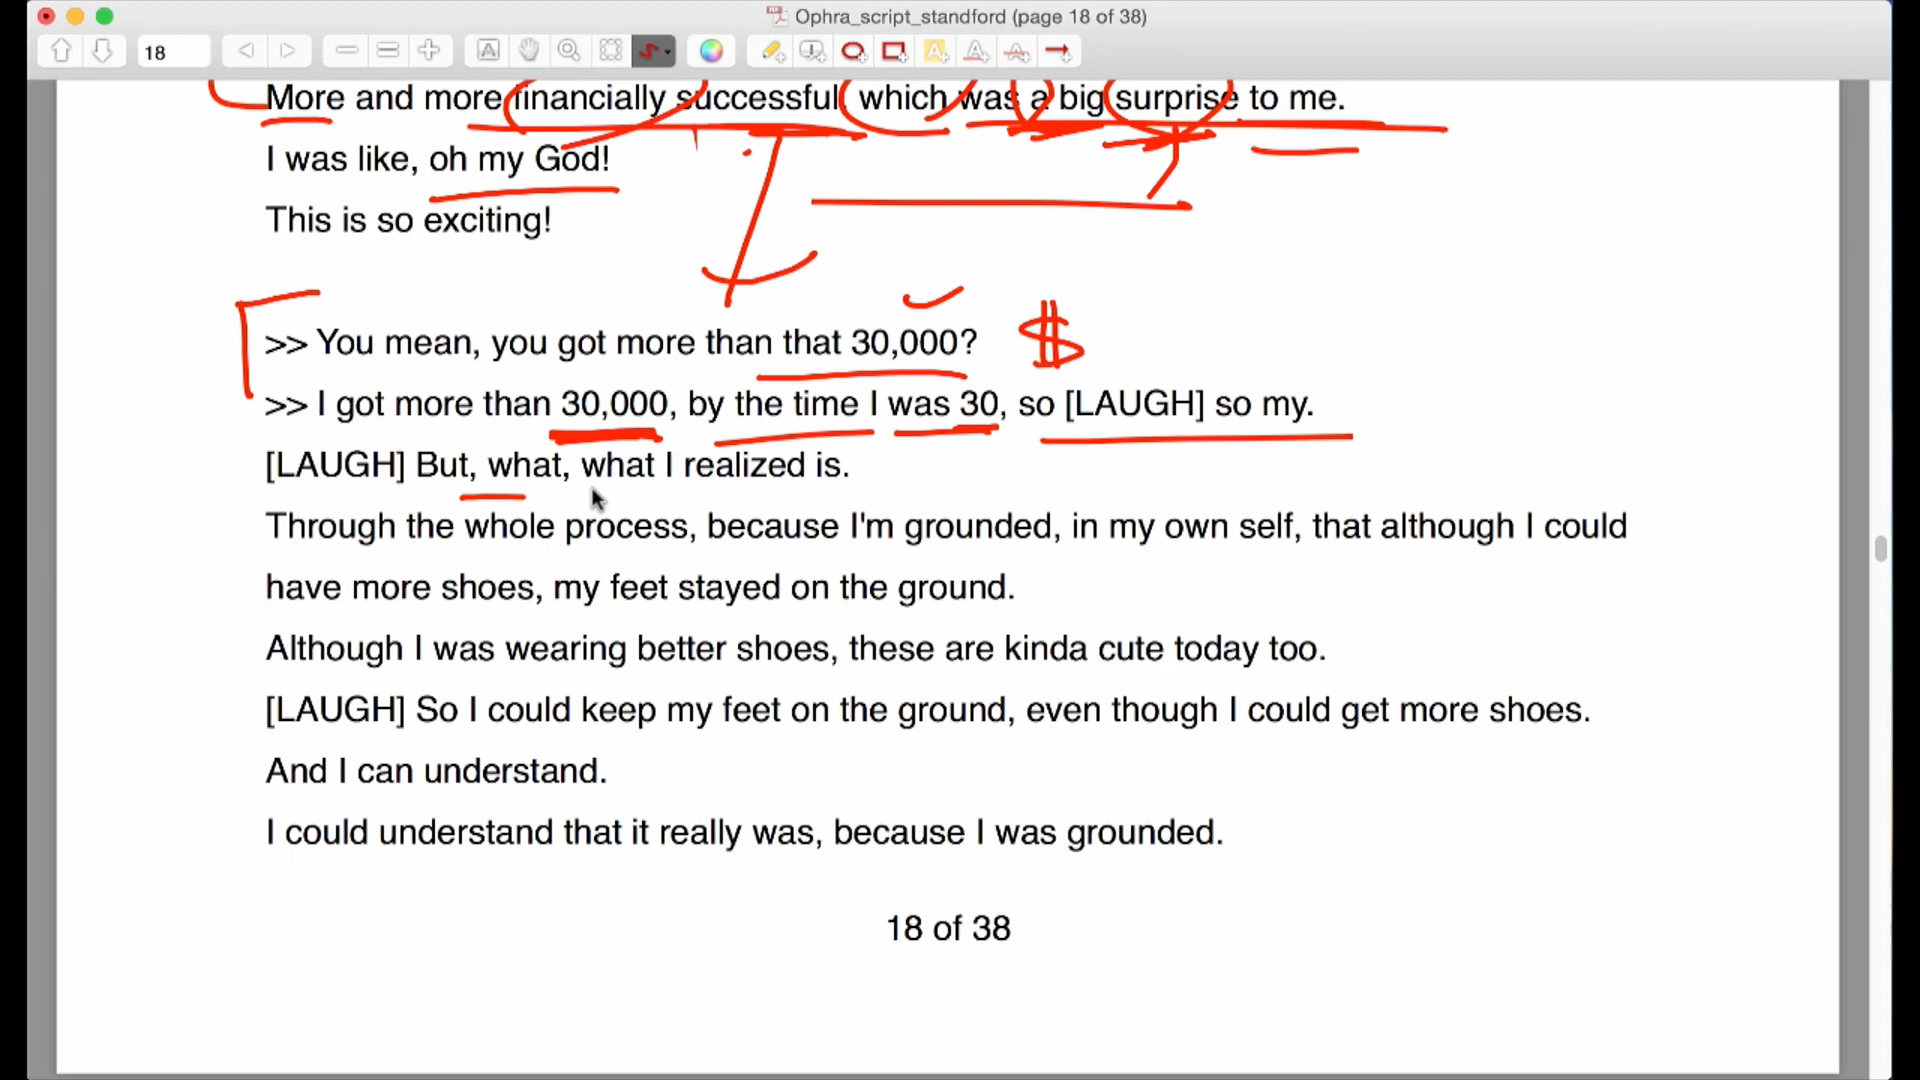 Ophra_script_standford (page 18 of 38)
18
More and more financially successful, which was a big surprise to me.
I was like, oh my God!
This is so exciting!
$
>> You mean, you got more than that 30,000?
>> I got more than 30,000, by the time I was 30, so [LAUGH] so my.
[LAUGH] But, what, what I realized is.
Through the whole process, because I'm grounded, in my own self, that although I could
have more shoes, my feet stayed on the ground.
Although I was wearing better shoes, these are kinda cute today too.
[LAUGH] So I could keep my feet on the ground, even though I could get more shoes.
And I can understand.
I could understand that it really was, because I was grounded.
18 of 38